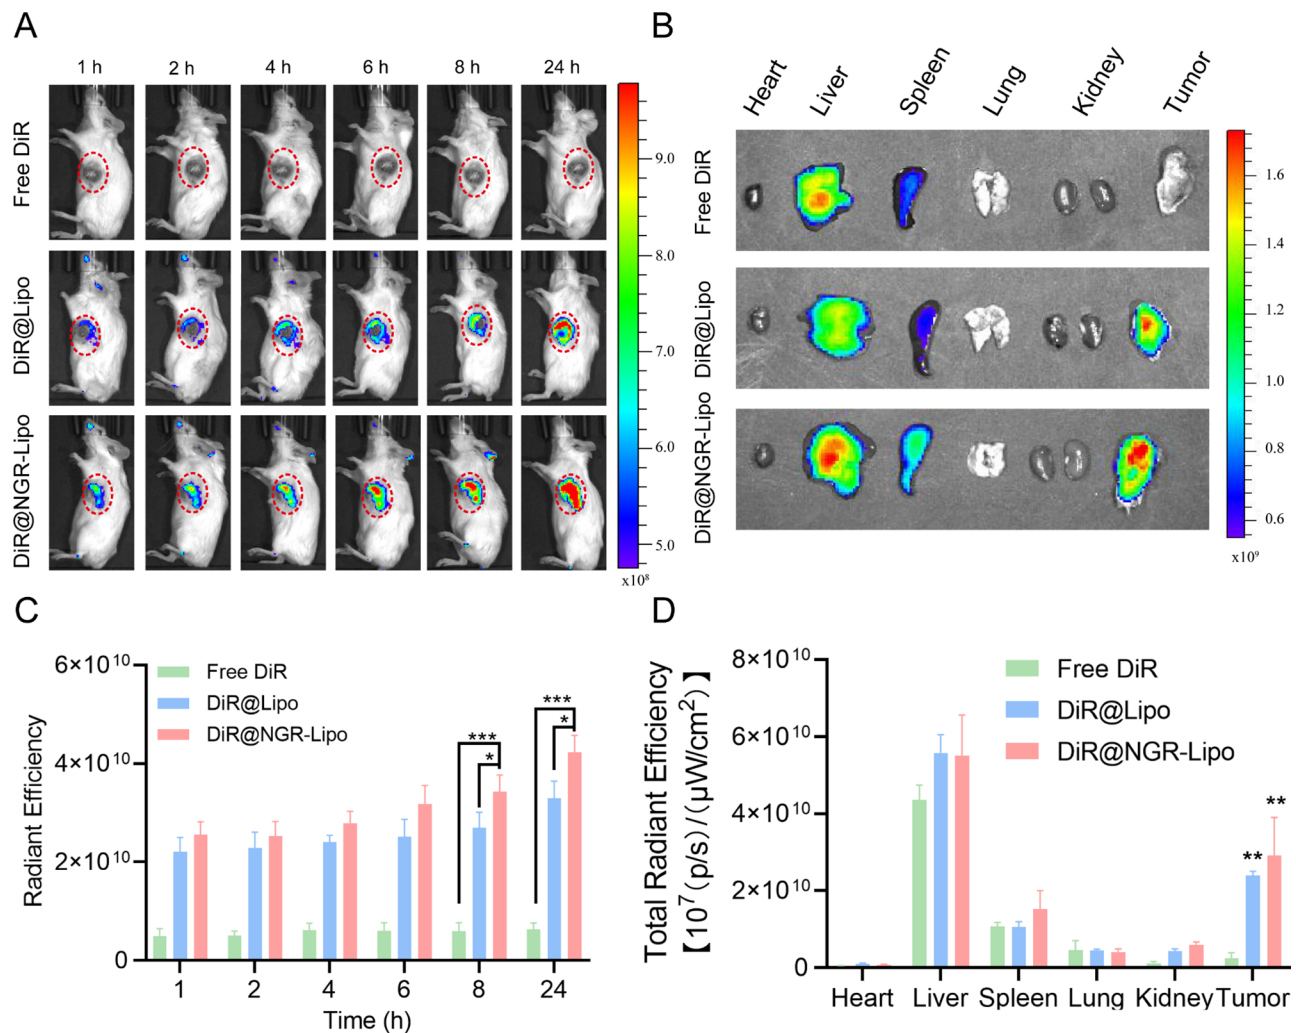 A
1 h 2 h 4 h 6 h 8 h 24 h
Free DiR
DiR@Lipo
DiR@NGR-Lipo
9.0
8.0
7.0
6.0
5.0
x10⁸
B
Heart Liver Spleen Lung Kidney Tumor
Free DiR
DiR@Lipo
DiR@NGR-Lipo
1.6
1.4
1.2
1.0
0.8
0.6
x10⁹
C
Radiant Efficiency
6×10¹⁰
4×10¹⁰
2×10¹⁰
0
Free DiR
DiR@Lipo
DiR@NGR-Lipo
***
*
***
*
1 2 4 6 8 24
Time (h)
D
Total Radiant Efficiency
【10⁷(p/s)/(μW/cm²)】
8×10¹⁰
6×10¹⁰
4×10¹⁰
2×10¹⁰
0
Free DiR
DiR@Lipo
DiR@NGR-Lipo
**
**
Heart Liver Spleen Lung Kidney Tumor